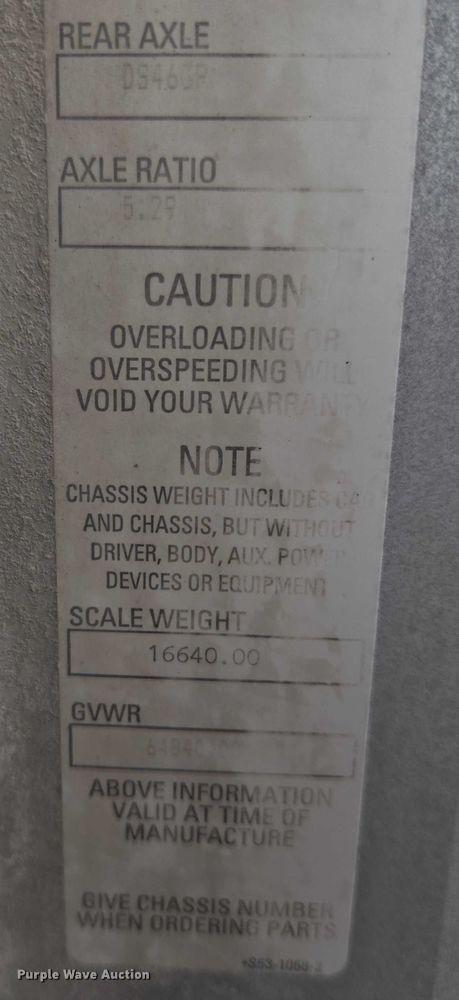 REAR AXLE
DS463P
AXLE RATIO
5.29
CAUTION
OVERLOADING OR
OVERSPEEDING WILL
VOID YOUR WARRANTY
NOTE
CHASSIS WEIGHT INCLUDES CAB
AND CHASSIS, BUT WITHOUT
DRIVER, BODY, AUX. POWER
DEVICES OR EQUIPMENT
SCALE WEIGHT
16640.00
GVWR
ABOVE INFORMATION
VALID AT TIME OF
MANUFACTURE
GIVE CHASSIS NUMBER
WHEN ORDERING PARTS
Purple Wave Auction